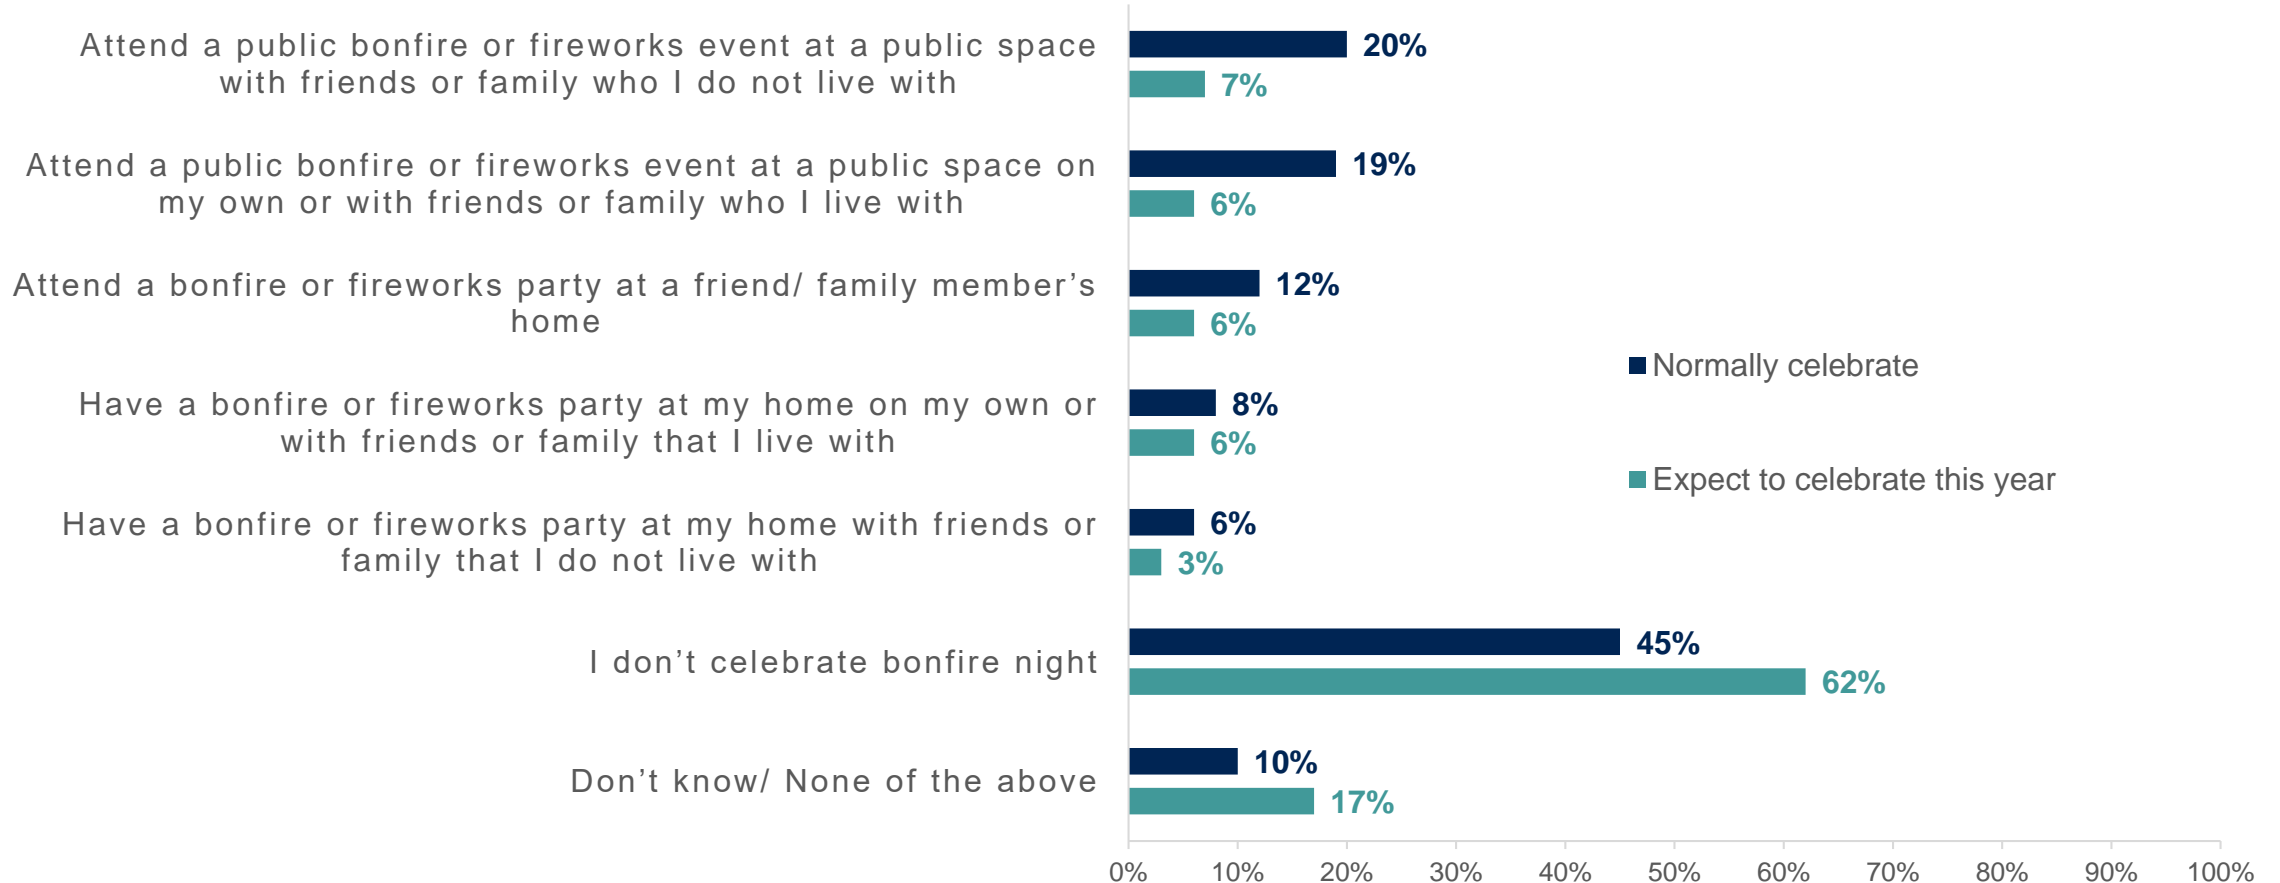 Attend a public bonfire or fireworks event at a public space
with friends or family who I do not live with
20%
7%
Attend a public bonfire or fireworks event at a public space on
my own or with friends or family who I live with
19%
6%
Attend a bonfire or fireworks party at a friend/ family member’s
home
12%
6%
Have a bonfire or fireworks party at my home on my own or
with friends or family that I live with
8%
6%
Have a bonfire or fireworks party at my home with friends or
family that I do not live with
6%
3%
I don’t celebrate bonfire night
45%
62%
Don’t know/ None of the above
10%
17%
Normally celebrate
Expect to celebrate this year
0% 10% 20% 30% 40% 50% 60% 70% 80% 90% 100%